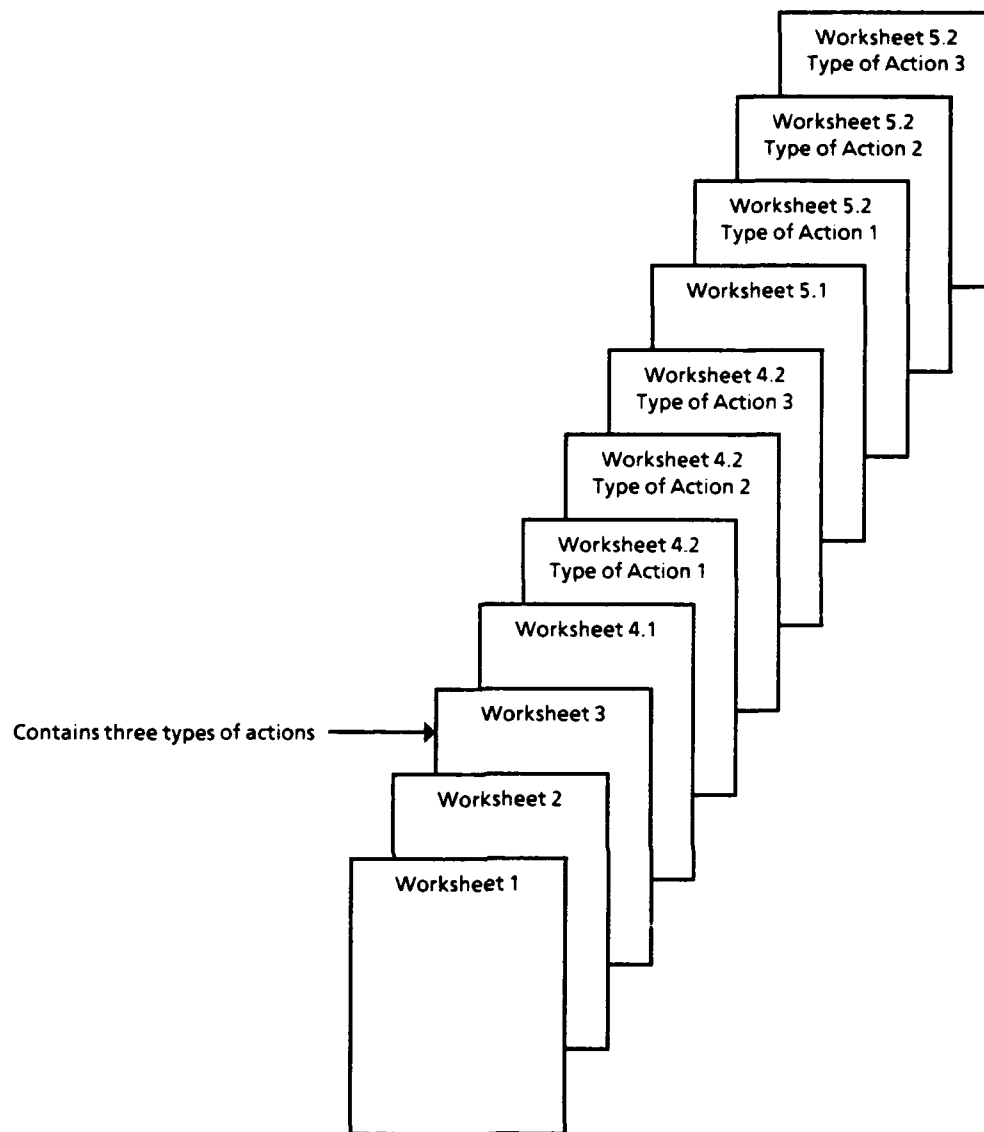 Worksheet 5.2
Type of Action 3
Worksheet 5.2
Type of Action 2
Worksheet 5.2
Type of Action 1
Worksheet 5.1
Worksheet 4.2
Type of Action 3
Worksheet 4.2
Type of Action 2
Worksheet 4.2
Type of Action 1
Worksheet 4.1
Worksheet 3
Contains three types of actions
Worksheet 2
Worksheet 1